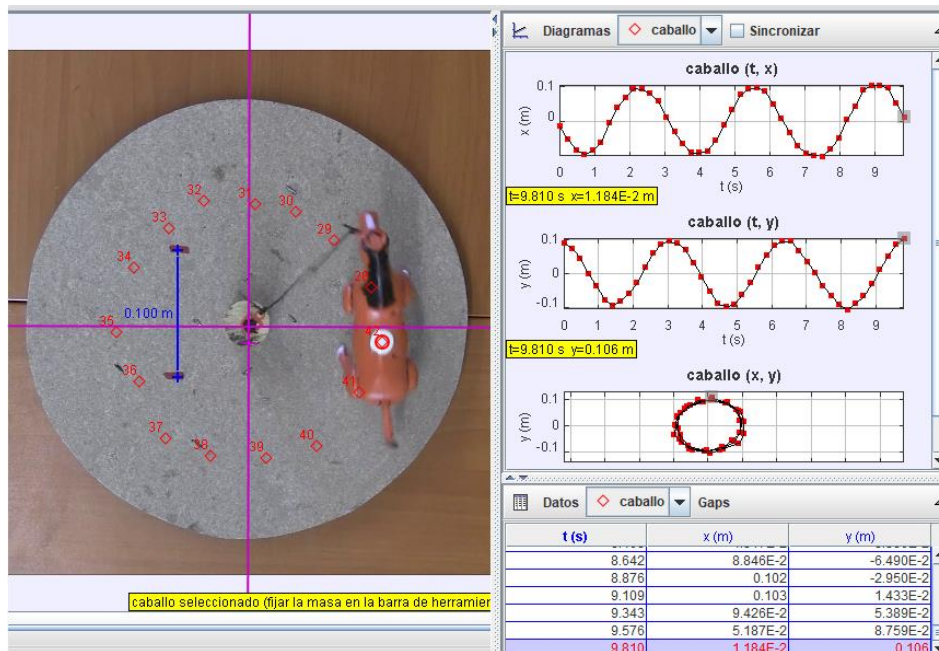 Diagramas caballo Sincronizar
caballo (t, x)
0.1
0
-0.1
x (m)
0 1 2 3 4 5 6 7 8 9
t (s)
t=9.810 s x=1.184E-2 m
caballo (t, y)
0.1
0
-0.1
y (m)
0 1 2 3 4 5 6 7 8 9
t (s)
t=9.810 s y=0.106 m
caballo (x, y)
0.1
0
-0.1
y (m)
Datos caballo Gaps
t (s) x (m) y (m)
8.642 8.846E-2 -6.490E-2
8.876 0.102 -2.950E-2
9.109 0.103 1.433E-2
9.343 9.426E-2 5.389E-2
9.576 5.187E-2 8.759E-2
9.810 1.184E-2 0.106
32
31
30
33
29
34
28
0.100 m
35
42
36
41
37
38
39
40
caballo seleccionado (fijar la masa en la barra de herramien